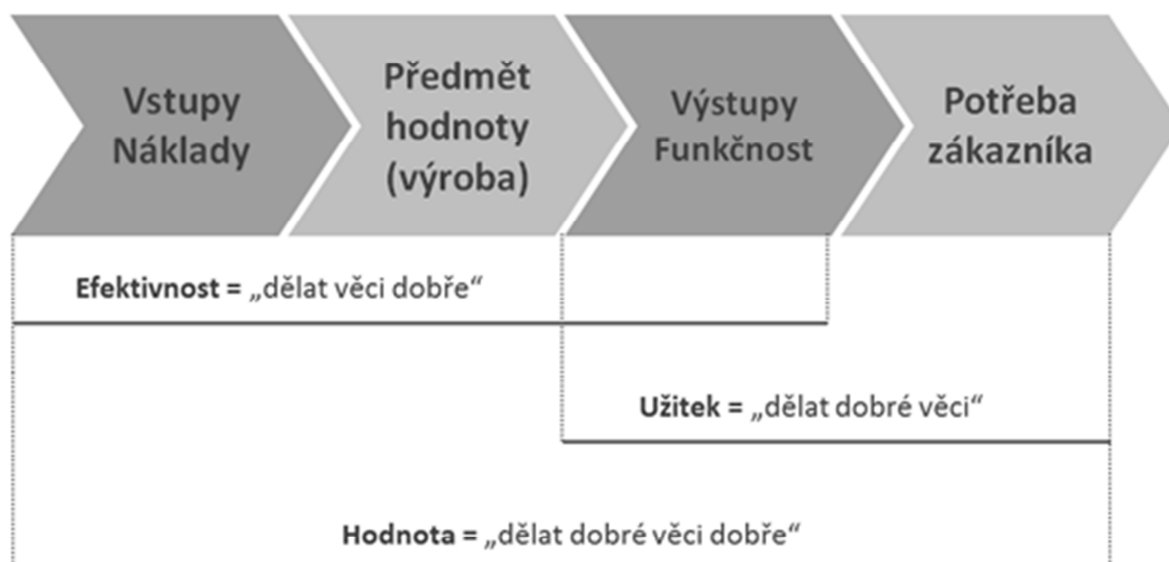 Vstupy
Náklady
Předmět
hodnoty
(výroba)
Výstupy
Funkčnost
Potřeba
zákazníka
Efektivnost = „dělat věci dobře“
Užitek = „dělat dobré věci“
Hodnota = „dělat dobré věci dobře“